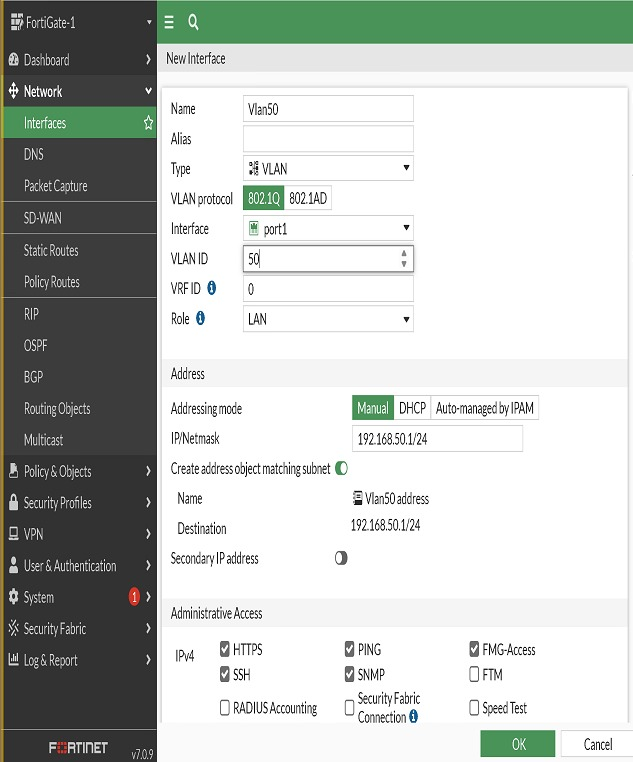 FortiGate-1
Dashboard
Network
Interfaces
DNS
Packet Capture
SD-WAN
Static Routes
Policy Routes
RIP
OSPF
BGP
Routing Objects
Multicast
Policy & Objects
Security Profiles
VPN
User & Authentication
System 1
Security Fabric
Log & Report
FORTINET v7.0.9
New Interface
Name Vlan50
Alias
Type VLAN
VLAN protocol 802.1Q 802.1AD
Interface port1
VLAN ID 50
VRF ID 0
Role LAN
Address
Addressing mode Manual DHCP Auto-managed by IPAM
IP/Netmask 192.168.50.1/24
Create address object matching subnet
Name Vlan50 address
Destination 192.168.50.1/24
Secondary IP address
Administrative Access
IPv4 HTTPS PING FMG-Access
SSH SNMP FTM
RADIUS Accounting Security Fabric Connection Speed Test
OK Cancel